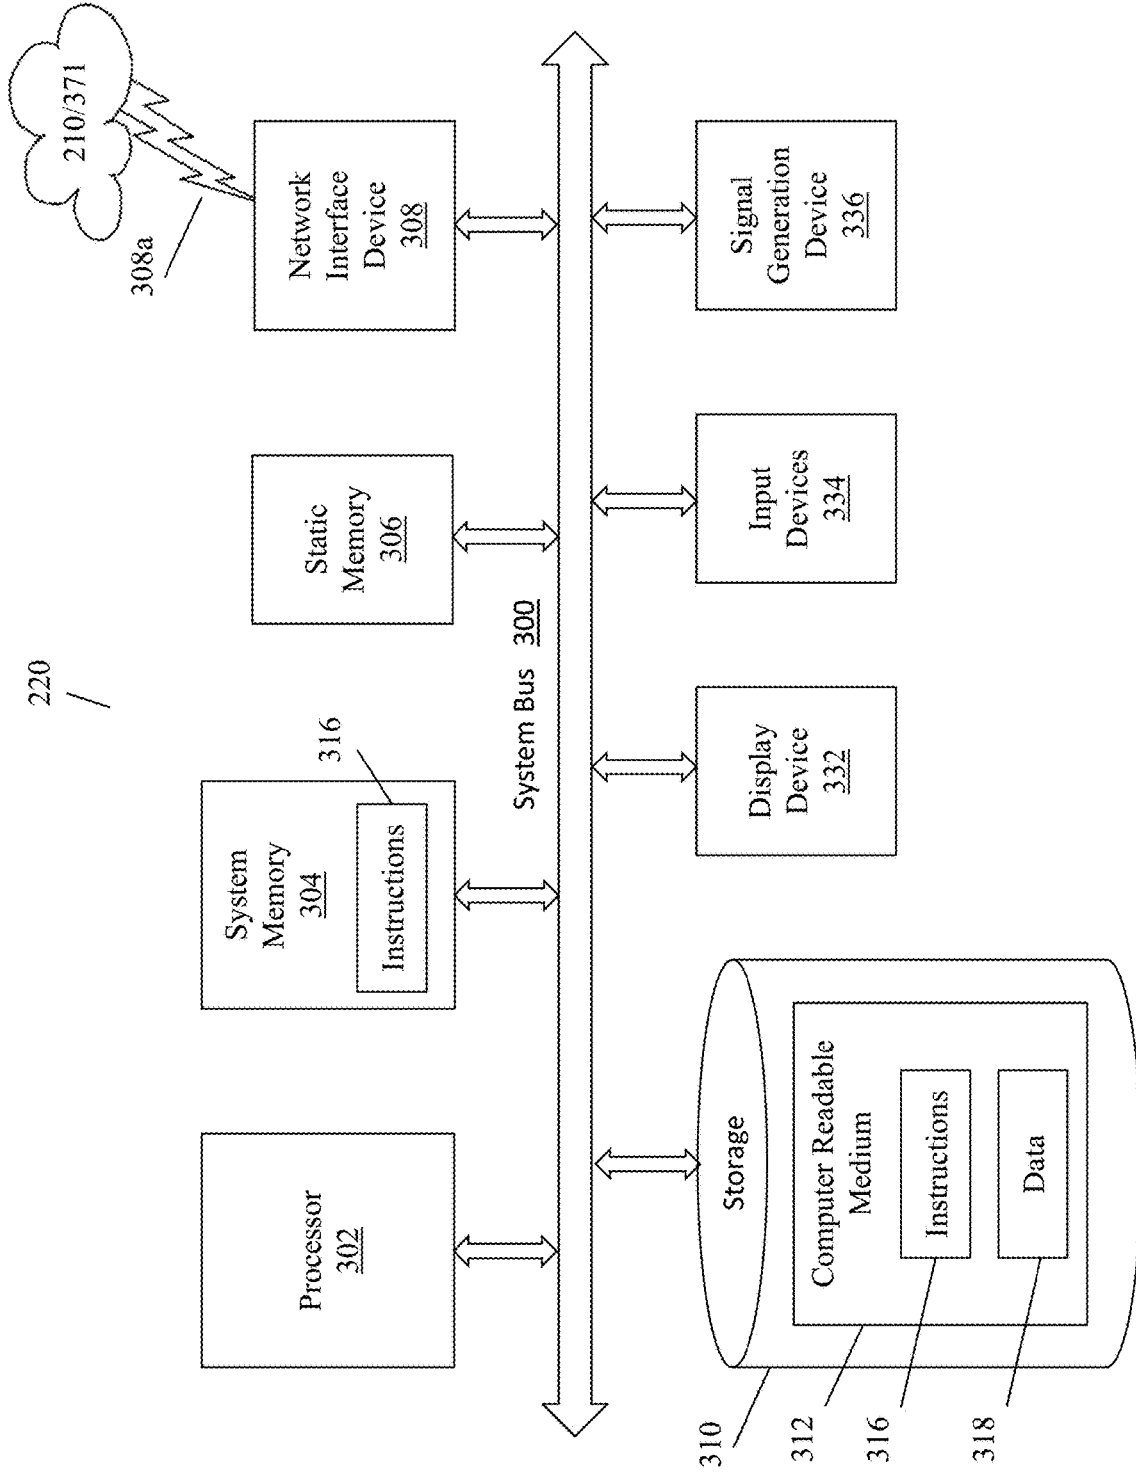 220
210/371
308a
Processor
302
System
Memory
304
Instructions
316
Static
Memory
306
Network
Interface
Device
308
System Bus 300
Storage
Computer Readable
Medium
Instructions
Data
310
312
316
318
Display
Device
332
Input
Devices
334
Signal
Generation
Device
336